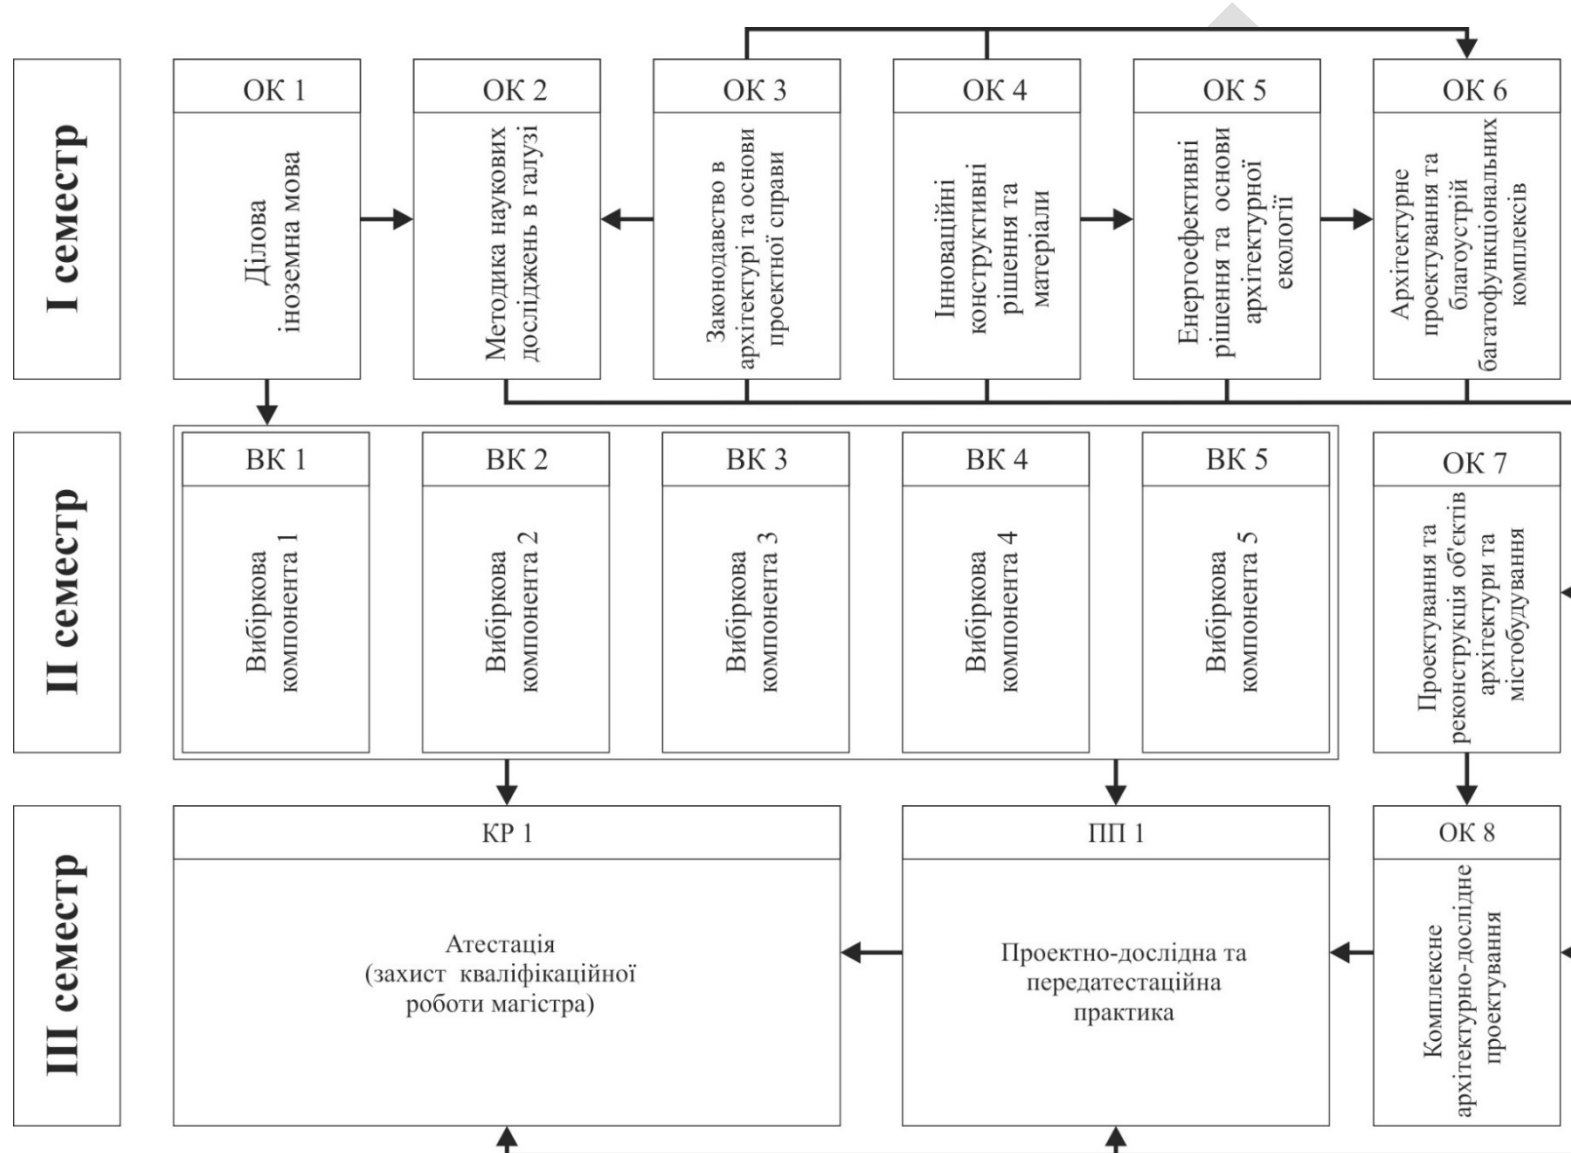 I семестр
ОК 1
Ділова
іноземна мова
ОК 2
Методика наукових
досліджень в галузі
ОК 3
Законодавство в
архітектурі та основи
проектної справи
ОК 4
Інноваційні
конструктивні
рішення та
матеріали
ОК 5
Енергоефективні
рішення та основи
архітектурної
екології
ОК 6
Архітектурне
проектування та
благоустрій
багатофункціональних
комплексів
II семестр
ВК 1
Вибіркова
компонента 1
ВК 2
Вибіркова
компонента 2
ВК 3
Вибіркова
компонента 3
ВК 4
Вибіркова
компонента 4
ВК 5
Вибіркова
компонента 5
ОК 7
Проектування та
реконструкція об'єктів
архітектури та
містобудування
III семестр
КР 1
Атестація
(захист кваліфікаційної
роботи магістра)
ПП 1
Проектно-дослідна та
передатестаційна
практика
ОК 8
Комплексне
архітектурно-дослідне
проектування